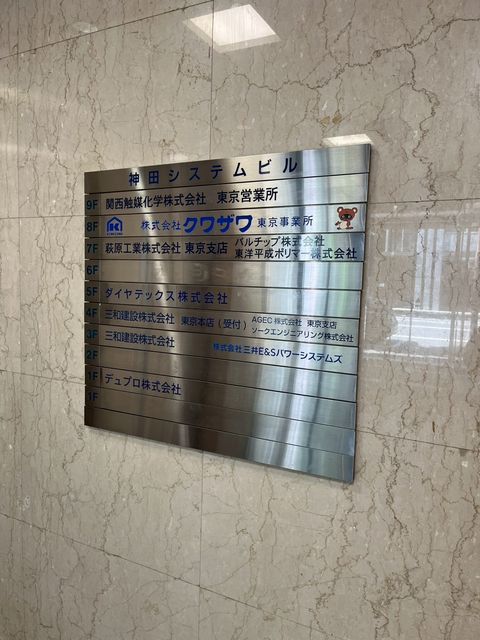 神田システムビル
9F 関西触媒化学株式会社 東京営業所
8F 株式会社クワザワ 東京事業所
7F 萩原工業株式会社 東京支店 バルチップ株式会社
東洋平成ポリマー株式会社
6F
5F ダイヤテックス株式会社
4F 三和建設株式会社 東京本店(受付) AGEC株式会社 東京支店
ソークエンジニアリング株式会社
3F 三和建設株式会社 株式会社三井E&Sパワーシステムズ
2F
1F デュプロ株式会社
1F